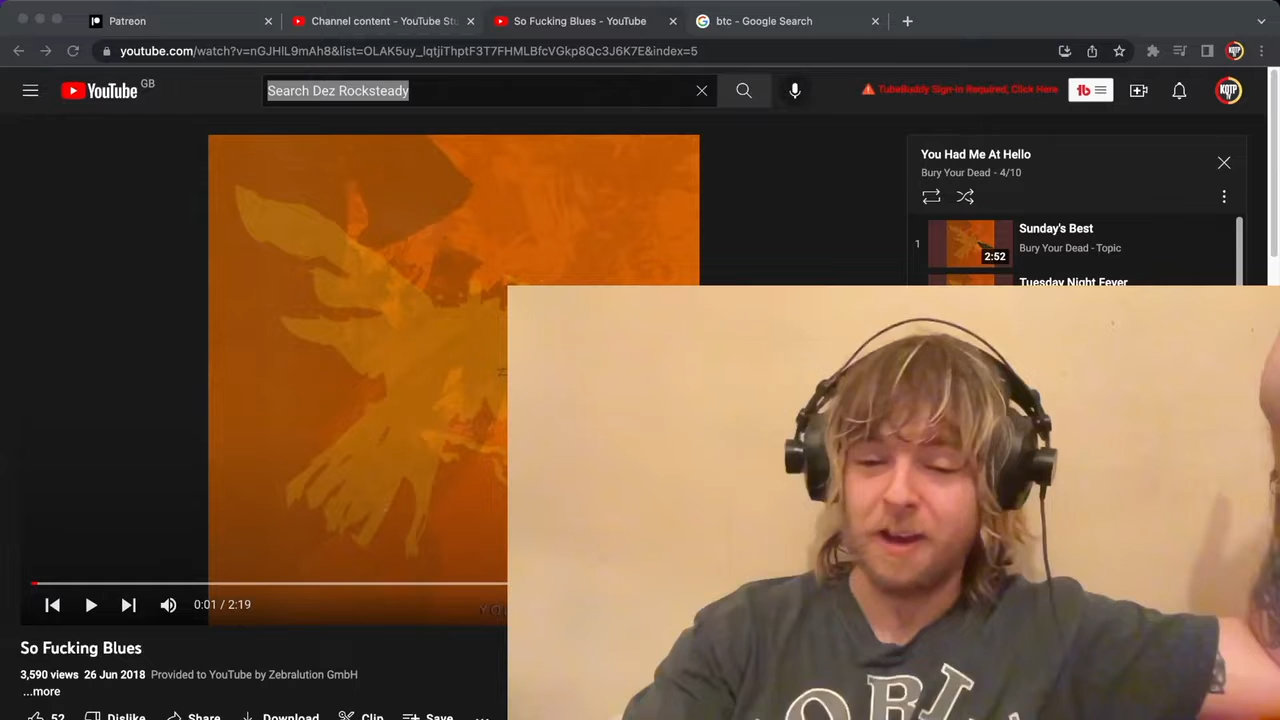 Patreon
Channel content - YouTube Stu
So Fucking Blues - YouTube
btc - Google Search
youtube.com/watch?v=nGJHlL9mAh8&list=OLAK5uy_lqtjiThptF3T7FHMLBfcVGkp8Qc3J6K7E&index=5
YouTube GB
Search Dez Rocksteady
TubeBuddy Sign-in Required, Click Here
tb
KOTP TV
You Had Me At Hello
Bury Your Dead - 4/10
1
Sunday's Best
Bury Your Dead - Topic
2:52
Tuesday Night Fever
0:01 / 2:19
So Fucking Blues
3,590 views 26 Jun 2018 Provided to YouTube by Zebralution GmbH
...more
52 Dislike Share Download Clip Save